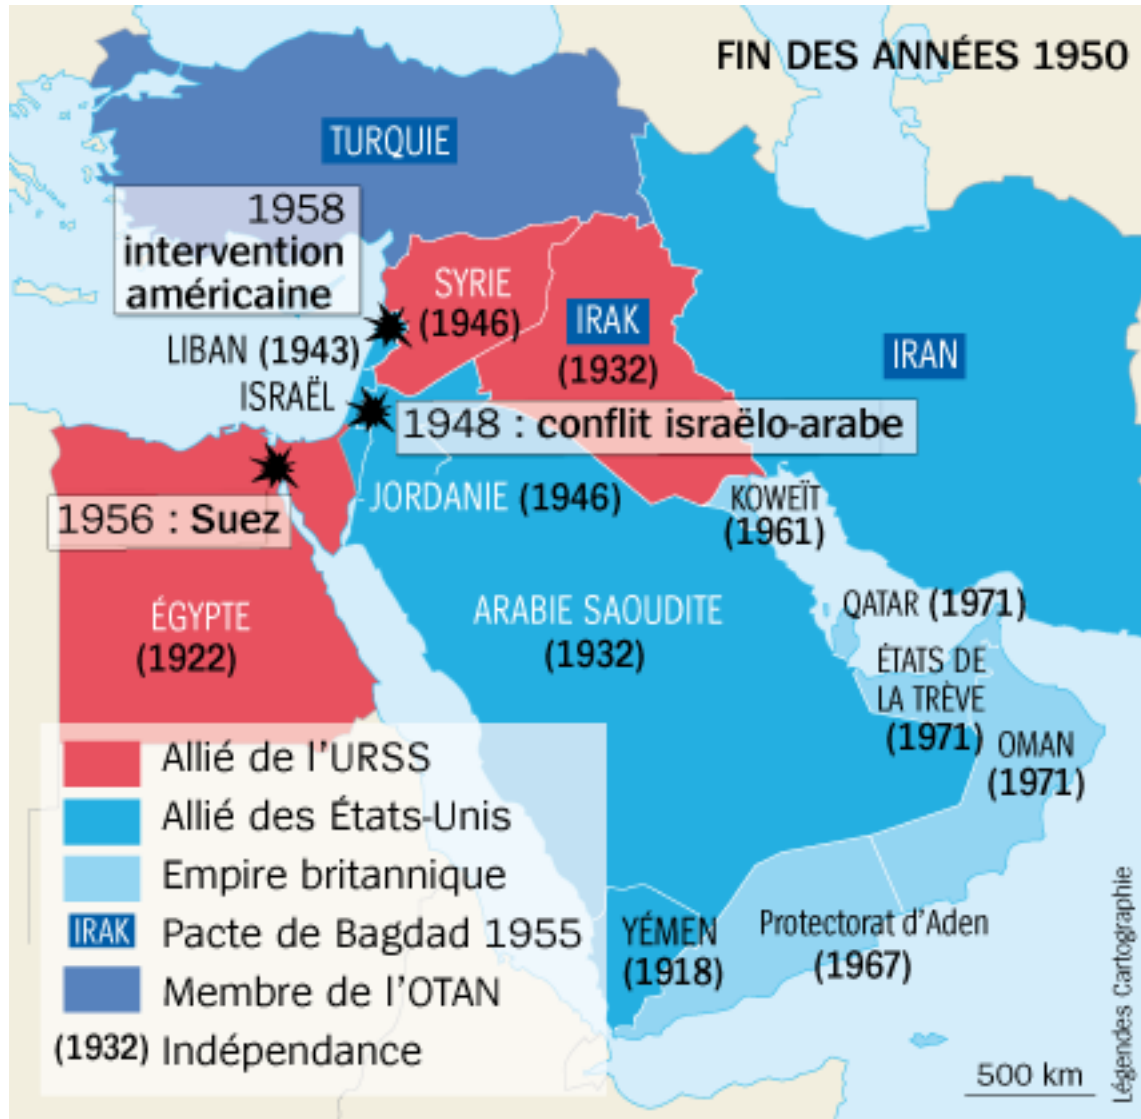 FIN DES ANNÉES 1950
TURQUIE
1958
intervention
américaine
SYRIE
(1946)
IRAK
(1932)
IRAN
LIBAN (1943)
ISRAËL
1948 : conflit israëlo-arabe
JORDANIE (1946)
KOWEÏT
(1961)
1956 : Suez
ÉGYPTE
(1922)
ARABIE SAOUDITE
(1932)
QATAR (1971)
ÉTATS DE
LA TRÈVE
(1971)
OMAN
(1971)
YÉMEN
(1918)
Protectorat d'Aden
(1967)
Allié de l'URSS
Allié des États-Unis
Empire britannique
IRAK Pacte de Bagdad 1955
Membre de l'OTAN
(1932) Indépendance
500 km
Légendes Cartographie